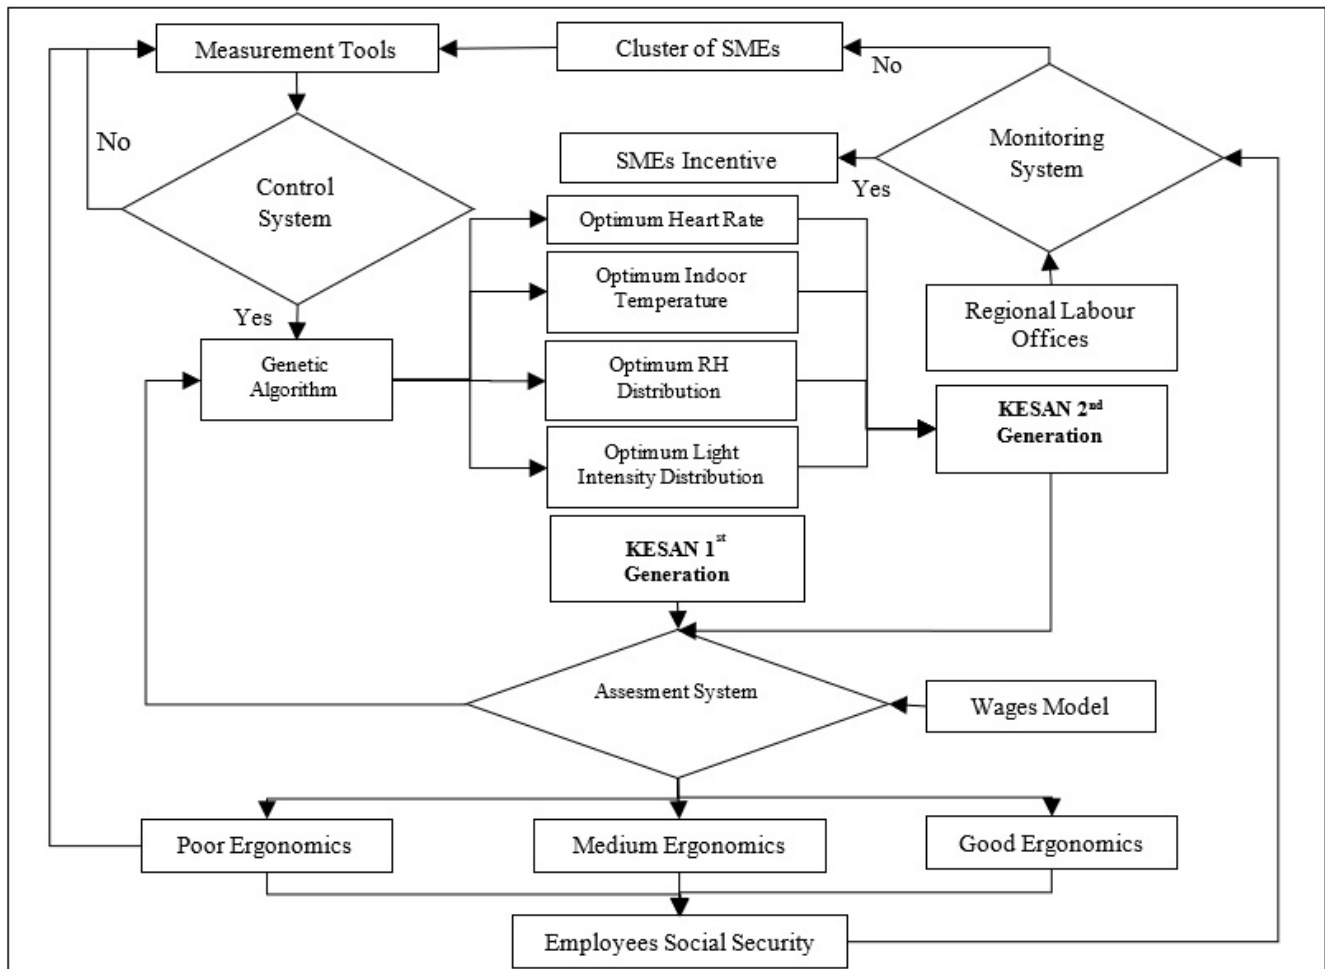 Measurement Tools
Cluster of SMEs
No
No
Monitoring
System
SMEs Incentive
Yes
Control
System
Optimum Heart Rate
Optimum Indoor
Temperature
Regional Labour
Offices
Yes
Genetic
Algorithm
Optimum RH
Distribution
KESAN 2nd
Generation
Optimum Light
Intensity Distribution
KESAN 1st
Generation
Assesment System
Wages Model
Poor Ergonomics
Medium Ergonomics
Good Ergonomics
Employees Social Security